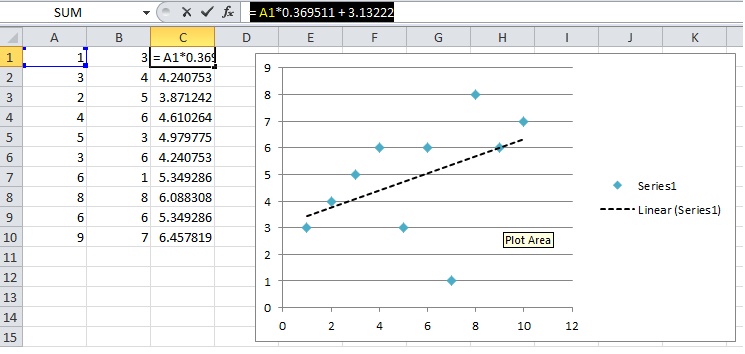 SUM = A1*0.369511 + 3.13222
A B C D E F G H I J K
1 1 3 = A1*0.369
2 3 4 4.240753
3 2 5 3.871242
4 4 6 4.610264
5 5 3 4.979775
6 3 6 4.240753
7 6 1 5.349286
8 8 8 6.088308
9 6 6 5.349286
10 9 7 6.457819
11
12
13
14
15
9
8
7
6
5
4
3
2
1
0
0 2 4 6 8 10 12
Plot Area
Series1
Linear (Series1)